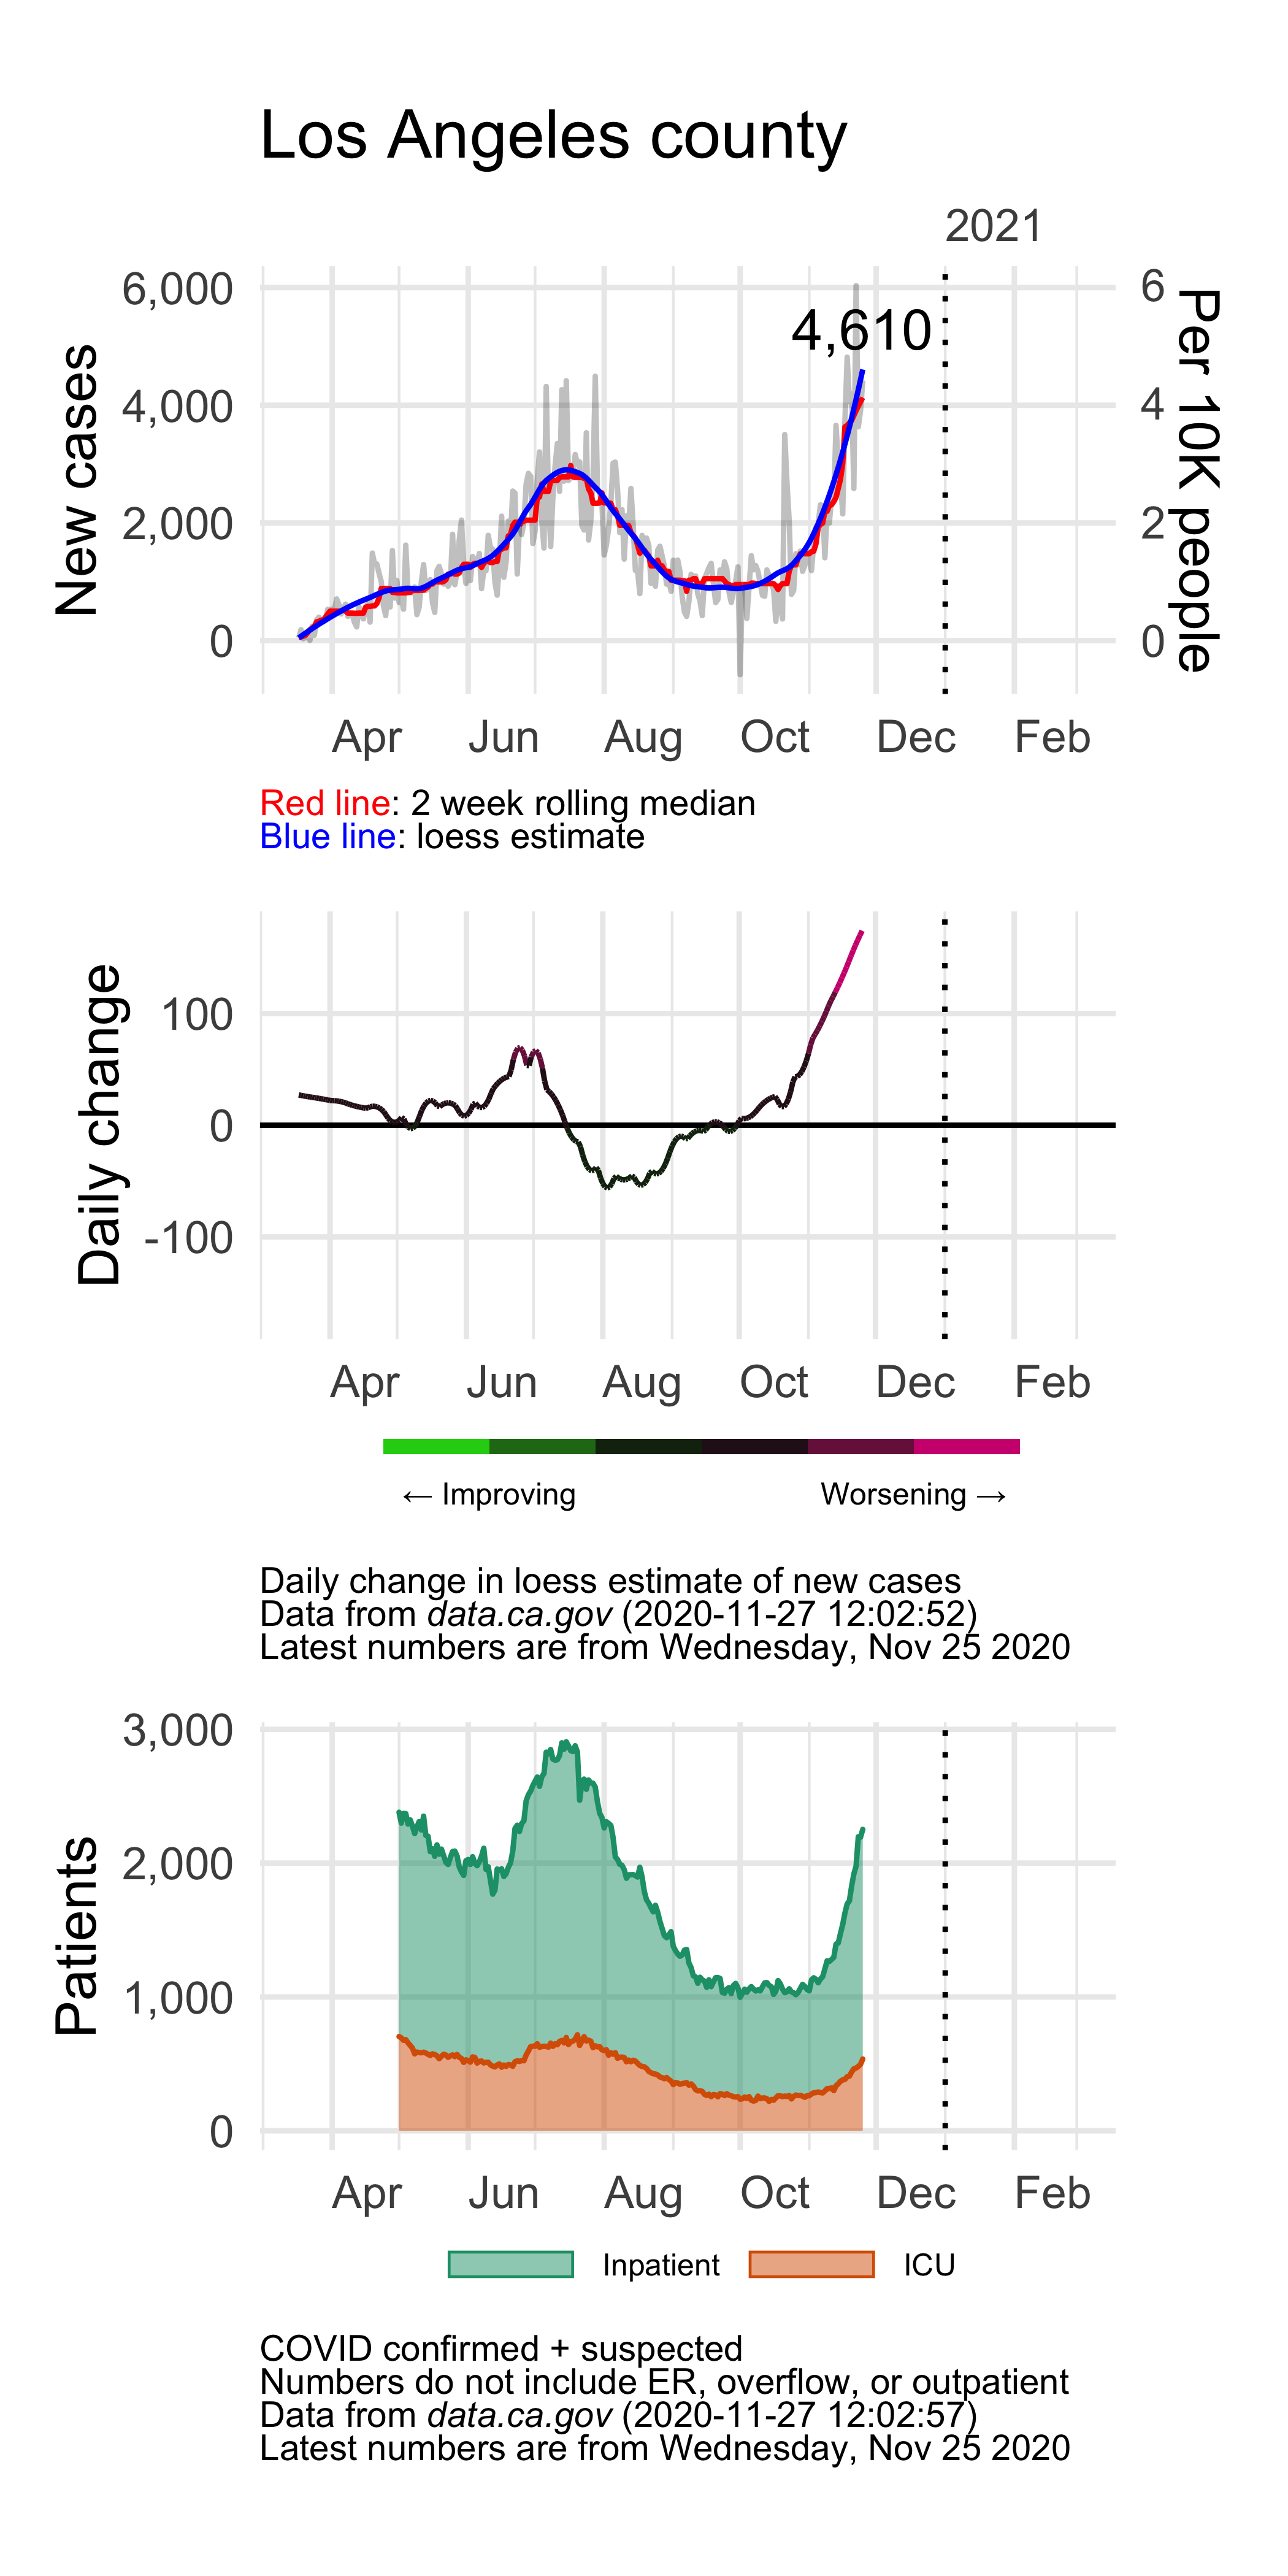 Los Angeles county
2021
6,000
4,000
2,000
0
New cases
4,610
6
4
2
0
Per 10K people
Apr Jun Aug Oct Dec Feb
Red line: 2 week rolling median
Blue line: loess estimate
Daily change
100
0
-100
Apr Jun Aug Oct Dec Feb
← Improving Worsening →
Daily change in loess estimate of new cases
Data from data.ca.gov (2020-11-27 12:02:52)
Latest numbers are from Wednesday, Nov 25 2020
Patients
3,000
2,000
1,000
0
Apr Jun Aug Oct Dec Feb
Inpatient ICU
COVID confirmed + suspected
Numbers do not include ER, overflow, or outpatient
Data from data.ca.gov (2020-11-27 12:02:57)
Latest numbers are from Wednesday, Nov 25 2020